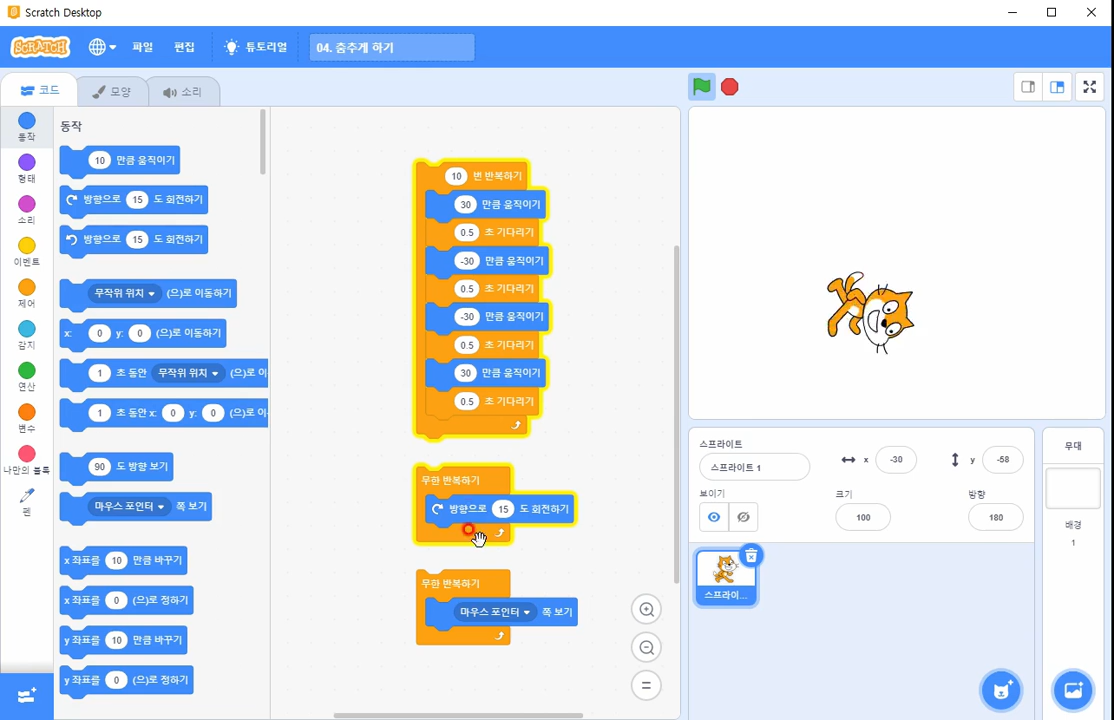 Scratch Desktop
SCRATCH
파일
편집
튜토리얼
04. 춤추게 하기
코드
모양
소리
동작
형태
소리
이벤트
제어
감지
연산
변수
나만의 블록
펜
동작
10 만큼 움직이기
방향으로 15 도 회전하기
방향으로 15 도 회전하기
무작위 위치 (으)로 이동하기
x: 0 y: 0 (으)로 이동하기
1 초 동안 무작위 위치 (으)로 이
1 초 동안 x: 0 y: 0 (으)로 이
90 도 방향 보기
마우스 포인터 쪽 보기
x 좌표를 10 만큼 바꾸기
x 좌표를 0 (으)로 정하기
y 좌표를 10 만큼 바꾸기
y 좌표를 0 (으)로 정하기
10 번 반복하기
30 만큼 움직이기
0.5 초 기다리기
-30 만큼 움직이기
0.5 초 기다리기
-30 만큼 움직이기
0.5 초 기다리기
30 만큼 움직이기
0.5 초 기다리기
무한 반복하기
방향으로 15 도 회전하기
무한 반복하기
마우스 포인터 쪽 보기
스프라이트
스프라이트 1
x -30
y -58
보이기
크기
100
방향
180
스프라이...
무대
배경
1